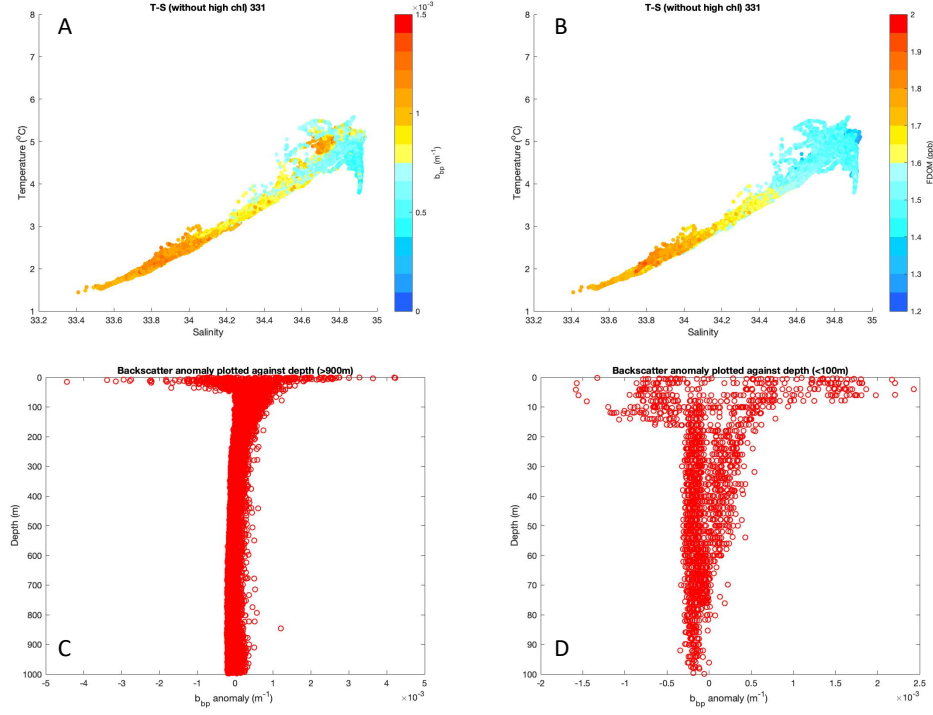 T-S (without high chl) 331
A
8
7
6
5
4
3
2
1
Temperature (°C)
33.2 33.4 33.6 33.8 34 34.2 34.4 34.6 34.8 35
Salinity
×10⁻³
1.5
1
0.5
0
b_bp (m⁻¹)
T-S (without high chl) 331
B
8
7
6
5
4
3
2
1
Temperature (°C)
33.2 33.4 33.6 33.8 34 34.2 34.4 34.6 34.8 35
Salinity
2
1.9
1.8
1.7
1.6
1.5
1.4
1.3
1.2
FDOM (ppb)
Backscatter anomaly plotted against depth (>900m)
0
100
200
300
400
500
600
700
800
900
1000
Depth (m)
C
-5 -4 -3 -2 -1 0 1 2 3 4 5
b_bp anomaly (m⁻¹)
×10⁻³
Backscatter anomaly plotted against depth (<100m)
0
10
20
30
40
50
60
70
80
90
100
Depth (m)
D
-2 -1.5 -1 -0.5 0 0.5 1 1.5 2 2.5
b_bp anomaly (m⁻¹)
×10⁻³